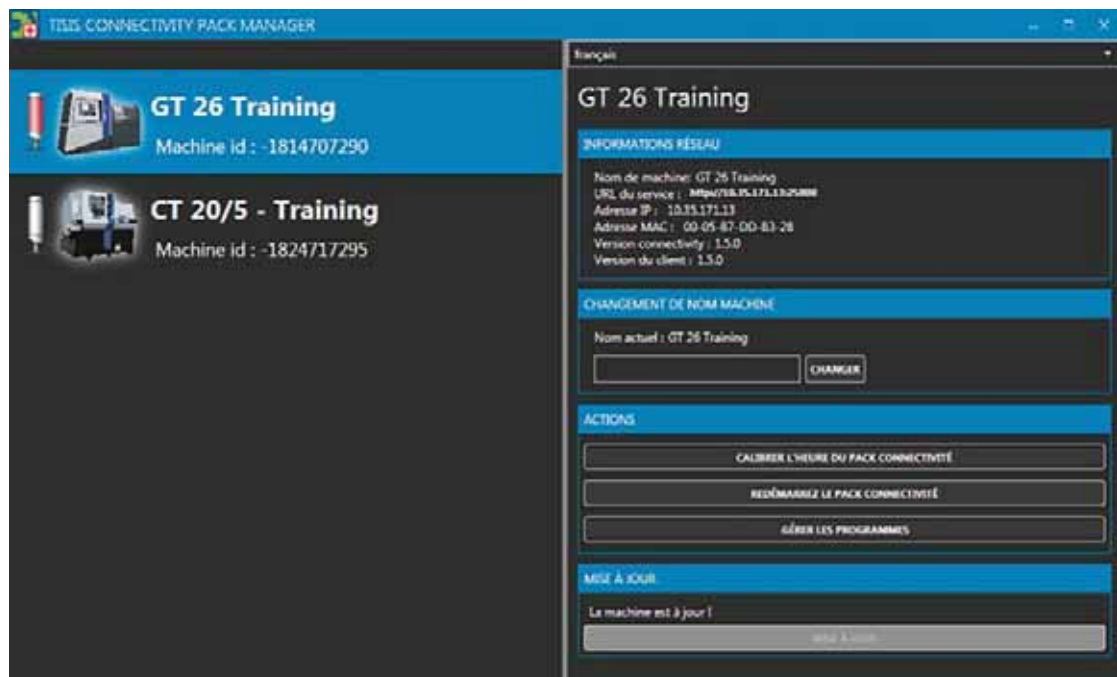 TISIS CONNECTIVITY PACK MANAGER
GT 26 Training
Machine id : -1814707290
CT 20/5 - Training
Machine id : -1824717295
français
GT 26 Training
INFORMATIONS RÉSEAU
Nom de machine: GT 26 Training
URL du service :
Adresse IP : 10.35.171.13
Adresse MAC : 00-05-87-DD-83-28
Version connectivity : 1.5.0
Version du client : 1.5.0
CHANGEMENT DE NOM MACHINE
Nom actuel : GT 26 Training
CHANGER
ACTIONS
CALIBRER L'HEURE DU PACK CONNECTIVITÉ
REDÉMARREZ LE PACK CONNECTIVITÉ
GÉRER LES PROGRAMMES
MISE À JOUR
La machine est à jour !
MISE À JOUR